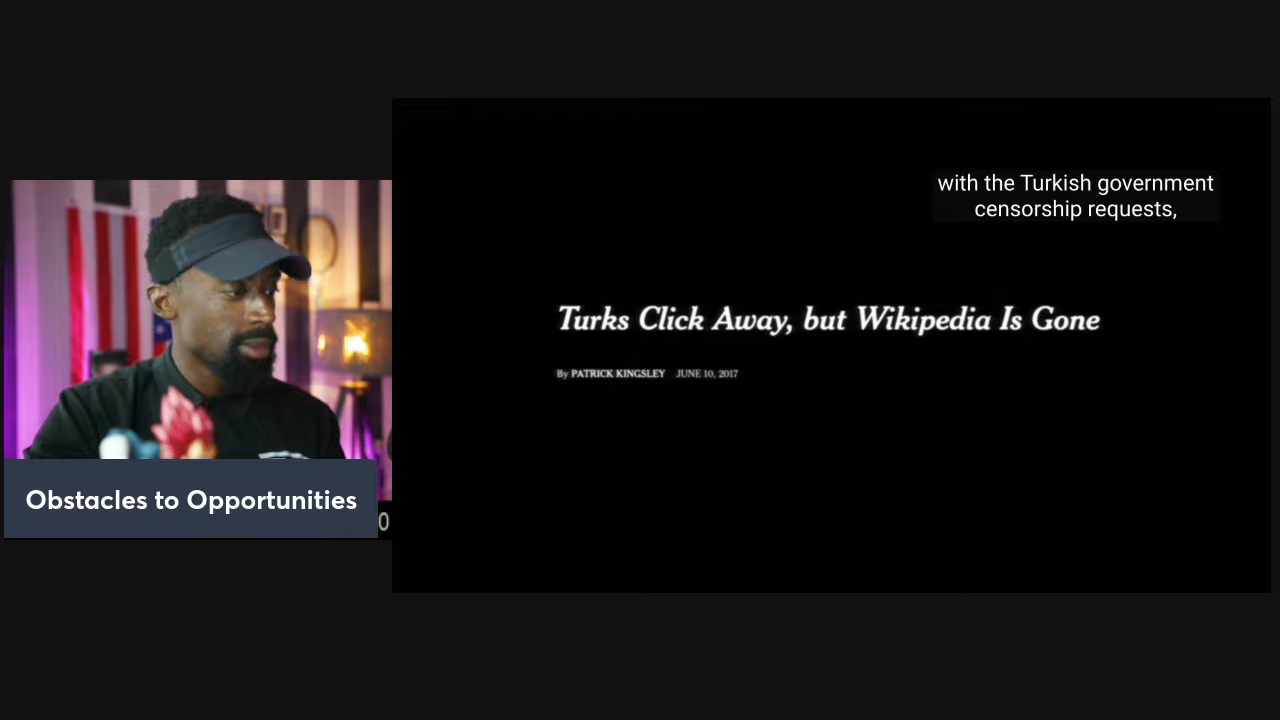 with the Turkish government
censorship requests,
Turks Click Away, but Wikipedia Is Gone
By PATRICK KINGSLEY JUNE 10, 2017
Obstacles to Opportunities
0